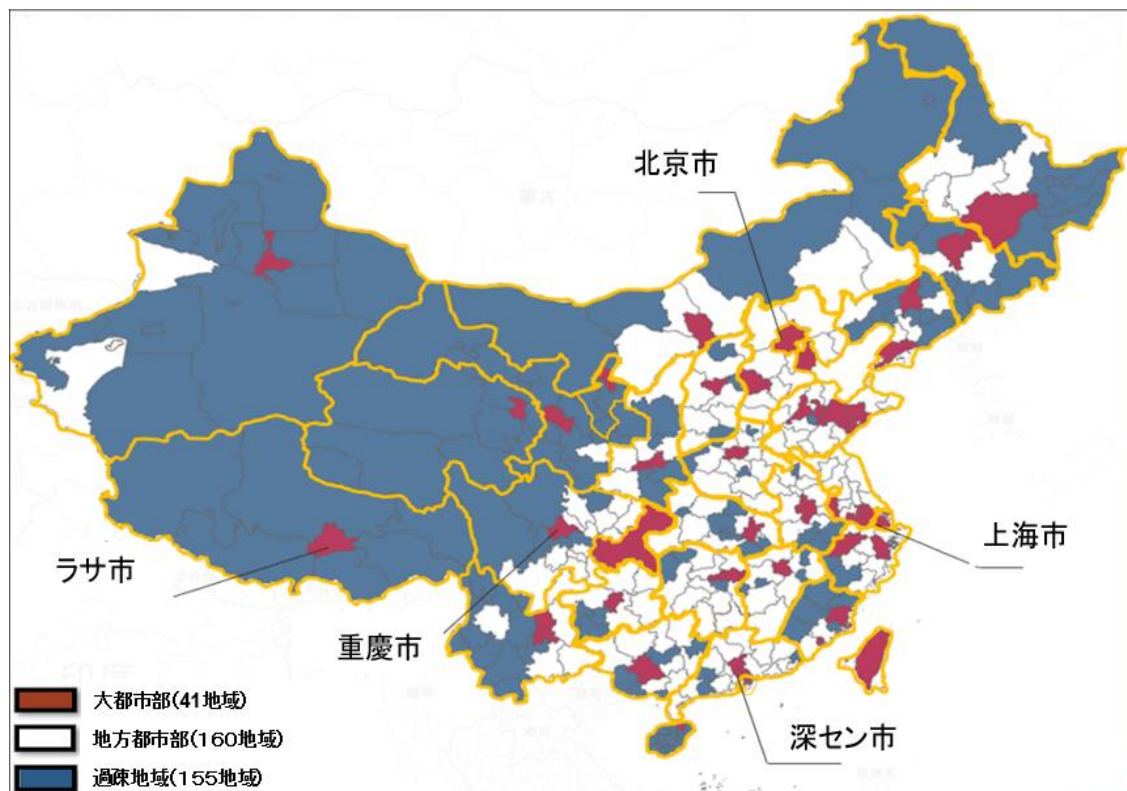 北京市
上海市
ラサ市
重慶市
深セン市
大都市部(41地域)
地方都市部(160地域)
過疎地域(155地域)
蒙古